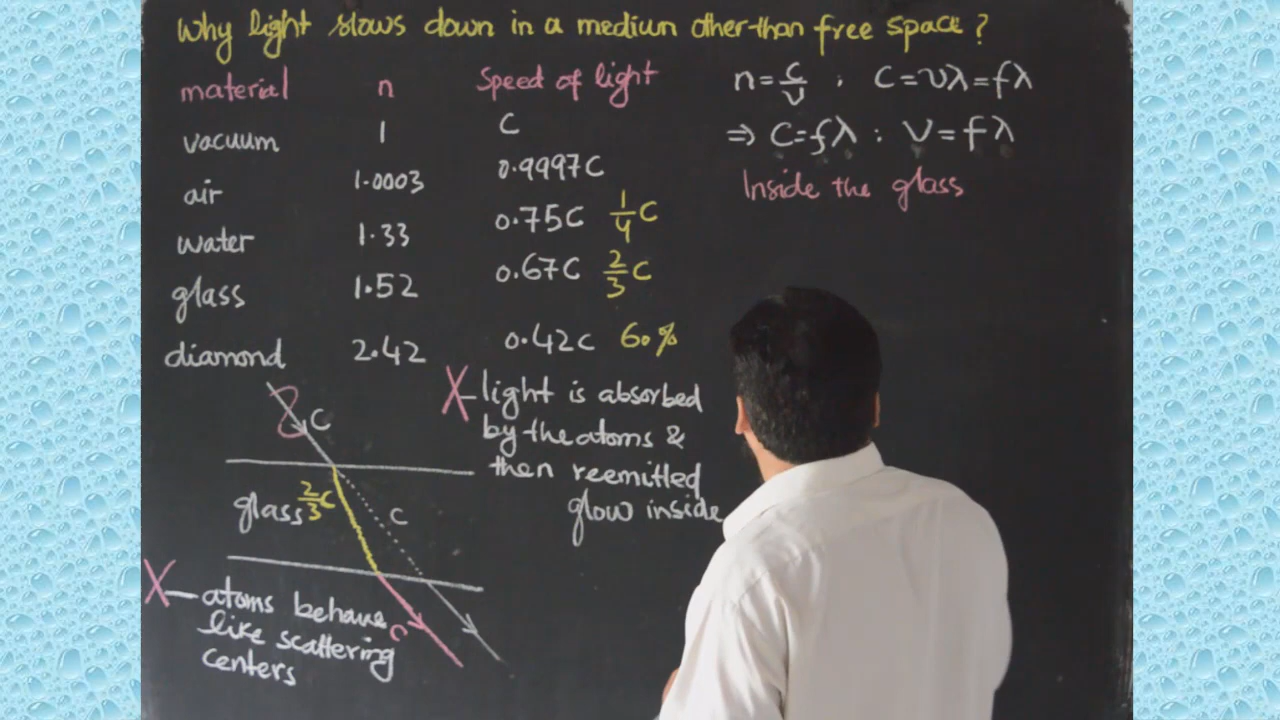 Why light slows down in a medium other than free space?
material n Speed of light
vacuum 1 C
air 1.0003 0.9997C
water 1.33 0.75C 1/4 C
glass 1.52 0.67C 2/3 C
diamond 2.42 0.42C 60%
n = C/V ; C = νλ = fλ
⇒ C = fλ : V = fλ
Inside the glass
X – light is absorbed
by the atoms &
then reemitted
glow inside
C
glass 2/3 C
C
C
X – atoms behave
like scattering
centers